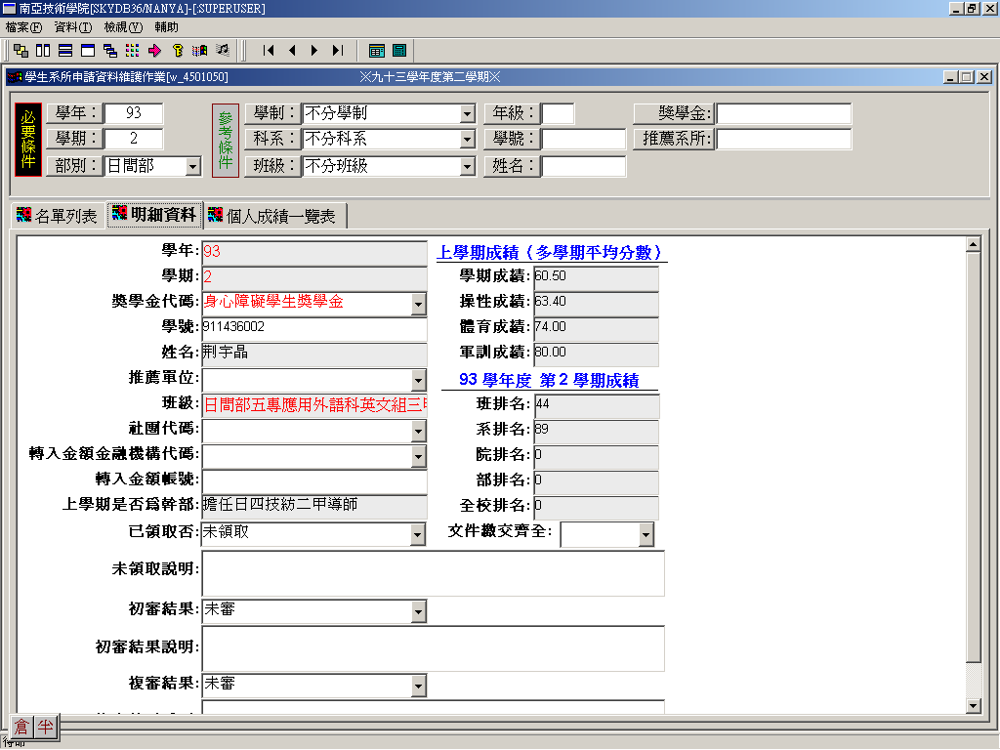 南亞技術學院[SKYDB36/NANYA]-[:SUPERUSER]
檔案(F) 資料(I) 檢視(V) 輔助
學生系所申請資料維護作業[w_4501050] ※九十三學年度第二學期※
必要條件
學年： 93
學期： 2
部別： 日間部
參考條件
學制： 不分學制
科系： 不分科系
班級： 不分班級
年級：
學號：
姓名：
獎學金:
推薦系所:
名單列表 明細資料 個人成績一覽表
學年: 93
學期: 2
獎學金代碼: 身心障礙學生獎學金
學號: 911436002
姓名: 荆宇晶
推薦單位:
班級: 日間部五專應用外語科英文組三
社團代碼:
轉入金額金融機構代碼:
轉入金額帳號:
上學期是否為幹部: 擔任日四技紡二甲導師
已領取否: 未領取
未領取說明:
初審結果: 未審
初審結果說明:
複審結果: 未審
上學期成績（多學期平均分數）
學期成績: 60.50
操性成績: 63.40
體育成績: 74.00
軍訓成績: 80.00
93 學年度 第 2 學期成績
班排名: 44
系排名: 89
院排名: 0
部排名: 0
全校排名: 0
文件繳交齊全:
倉 半